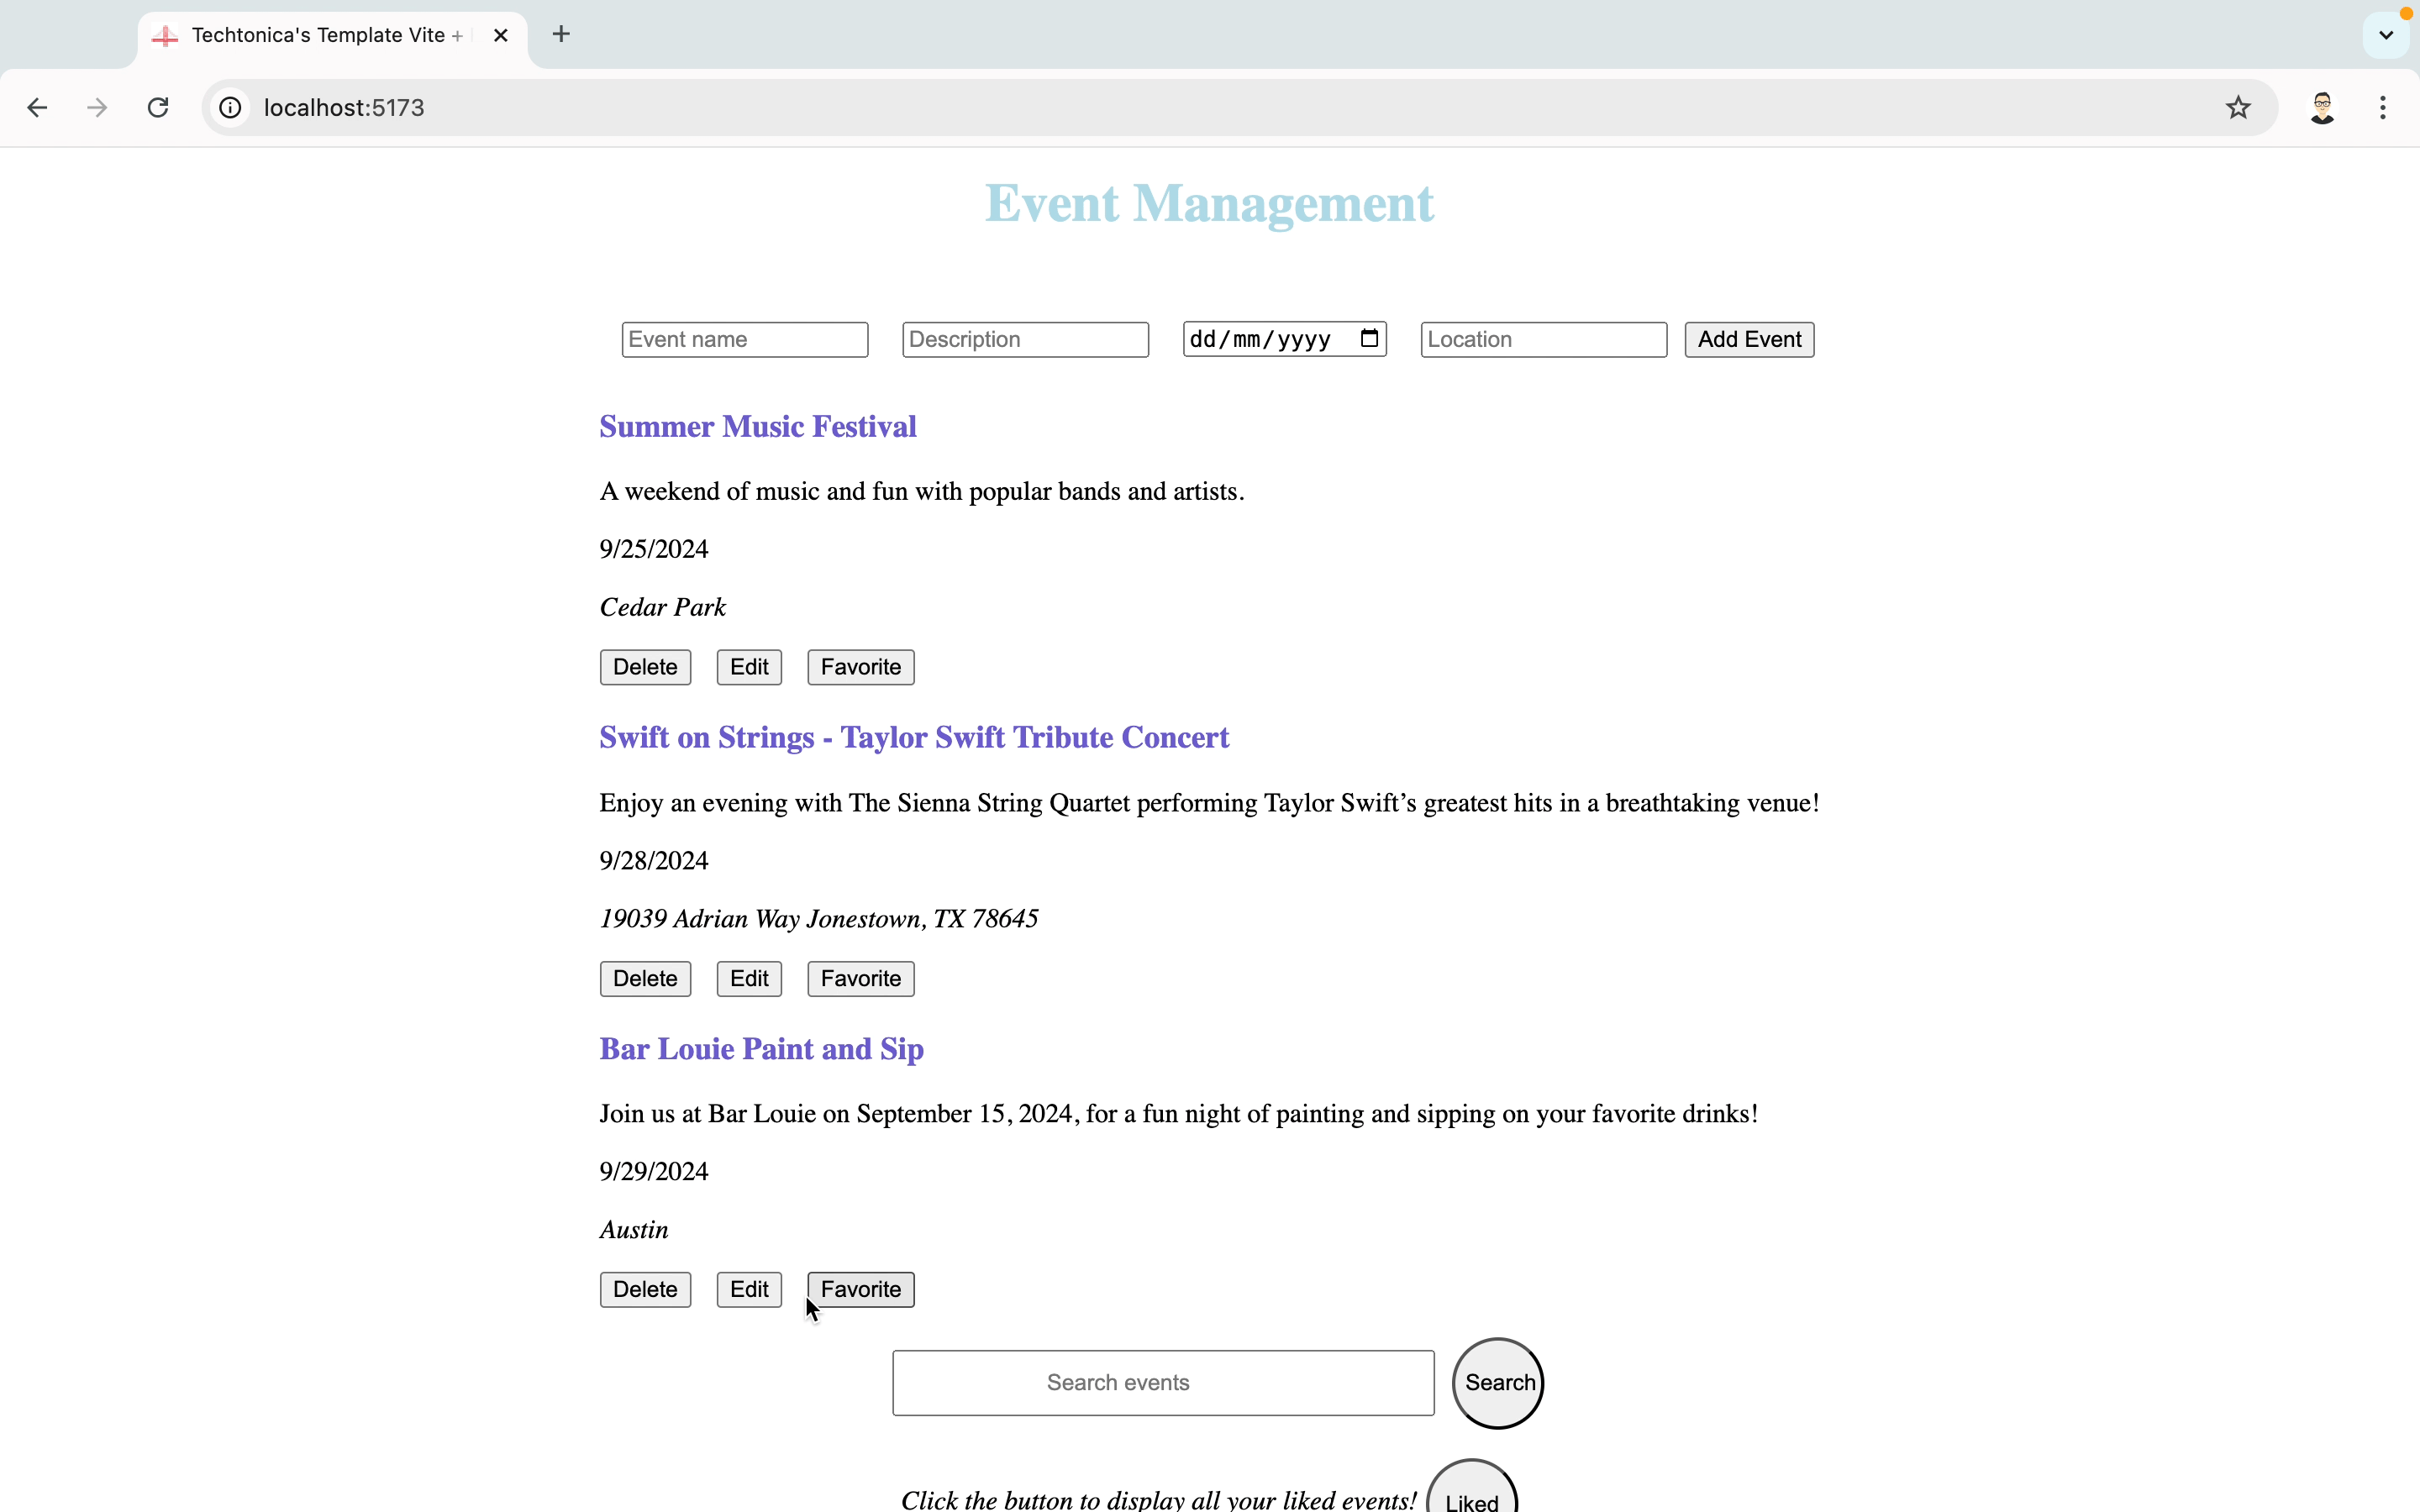 Techtonica's Template Vite +
localhost:5173
Event Management
Event name Description dd/mm/yyyy Location Add Event
Summer Music Festival
A weekend of music and fun with popular bands and artists.
9/25/2024
Cedar Park
Delete Edit Favorite
Swift on Strings - Taylor Swift Tribute Concert
Enjoy an evening with The Sienna String Quartet performing Taylor Swift’s greatest hits in a breathtaking venue!
9/28/2024
19039 Adrian Way Jonestown, TX 78645
Delete Edit Favorite
Bar Louie Paint and Sip
Join us at Bar Louie on September 15, 2024, for a fun night of painting and sipping on your favorite drinks!
9/29/2024
Austin
Delete Edit Favorite
Search events Search
Click the button to display all your liked events! Liked